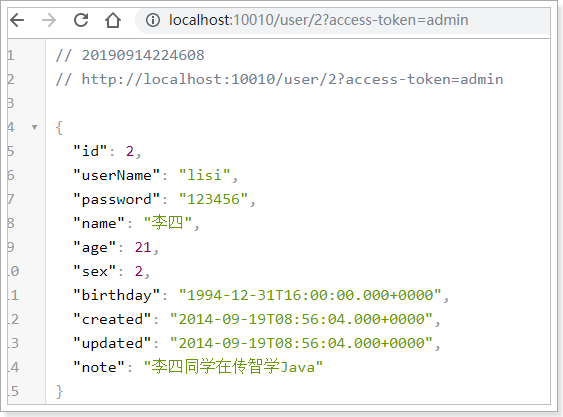 localhost:10010/user/2?access-token=admin
1 // 20190914224608
2 // http://localhost:10010/user/2?access-token=admin
3
4 {
5 "id": 2,
6 "userName": "lisi",
7 "password": "123456",
8 "name": "李四",
9 "age": 21,
10 "sex": 2,
11 "birthday": "1994-12-31T16:00:00.000+0000",
12 "created": "2014-09-19T08:56:04.000+0000",
13 "updated": "2014-09-19T08:56:04.000+0000",
14 "note": "李四同学在传智学Java"
15 }